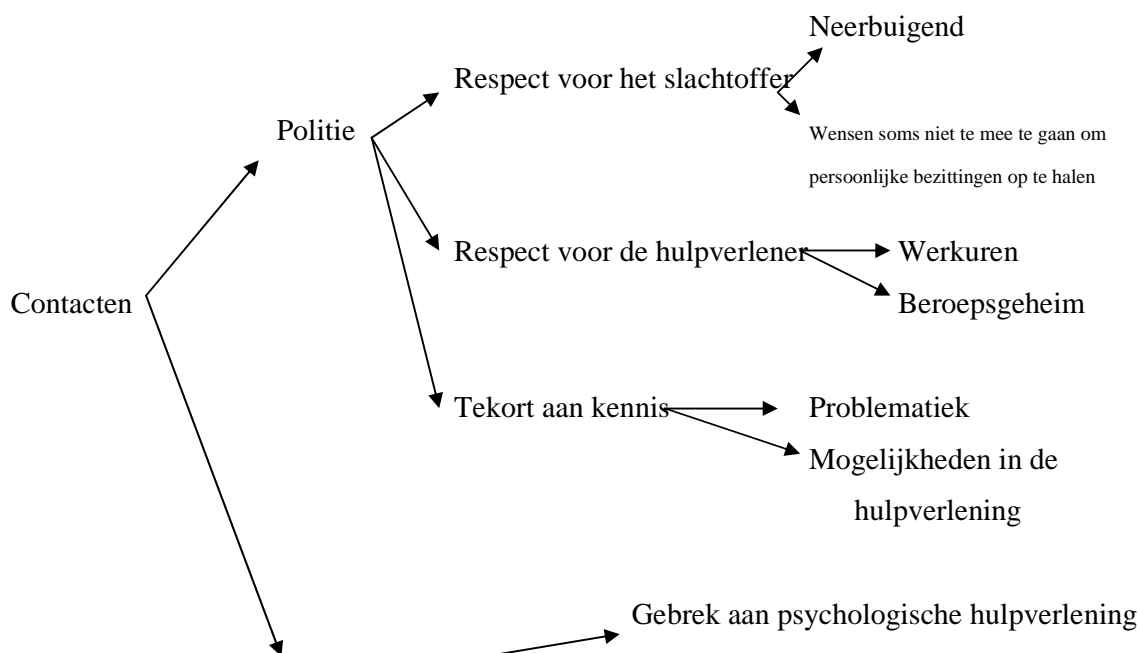 Neerbuigend
Respect voor het slachtoffer
Politie
Wensen soms niet te mee te gaan om
persoonlijke bezittingen op te halen
Respect voor de hulpverlener
Werkuren
Contacten
Beroepsgeheim
Tekort aan kennis
Problematiek
Mogelijkheden in de
hulpverlening
Gebrek aan psychologische hulpverlening